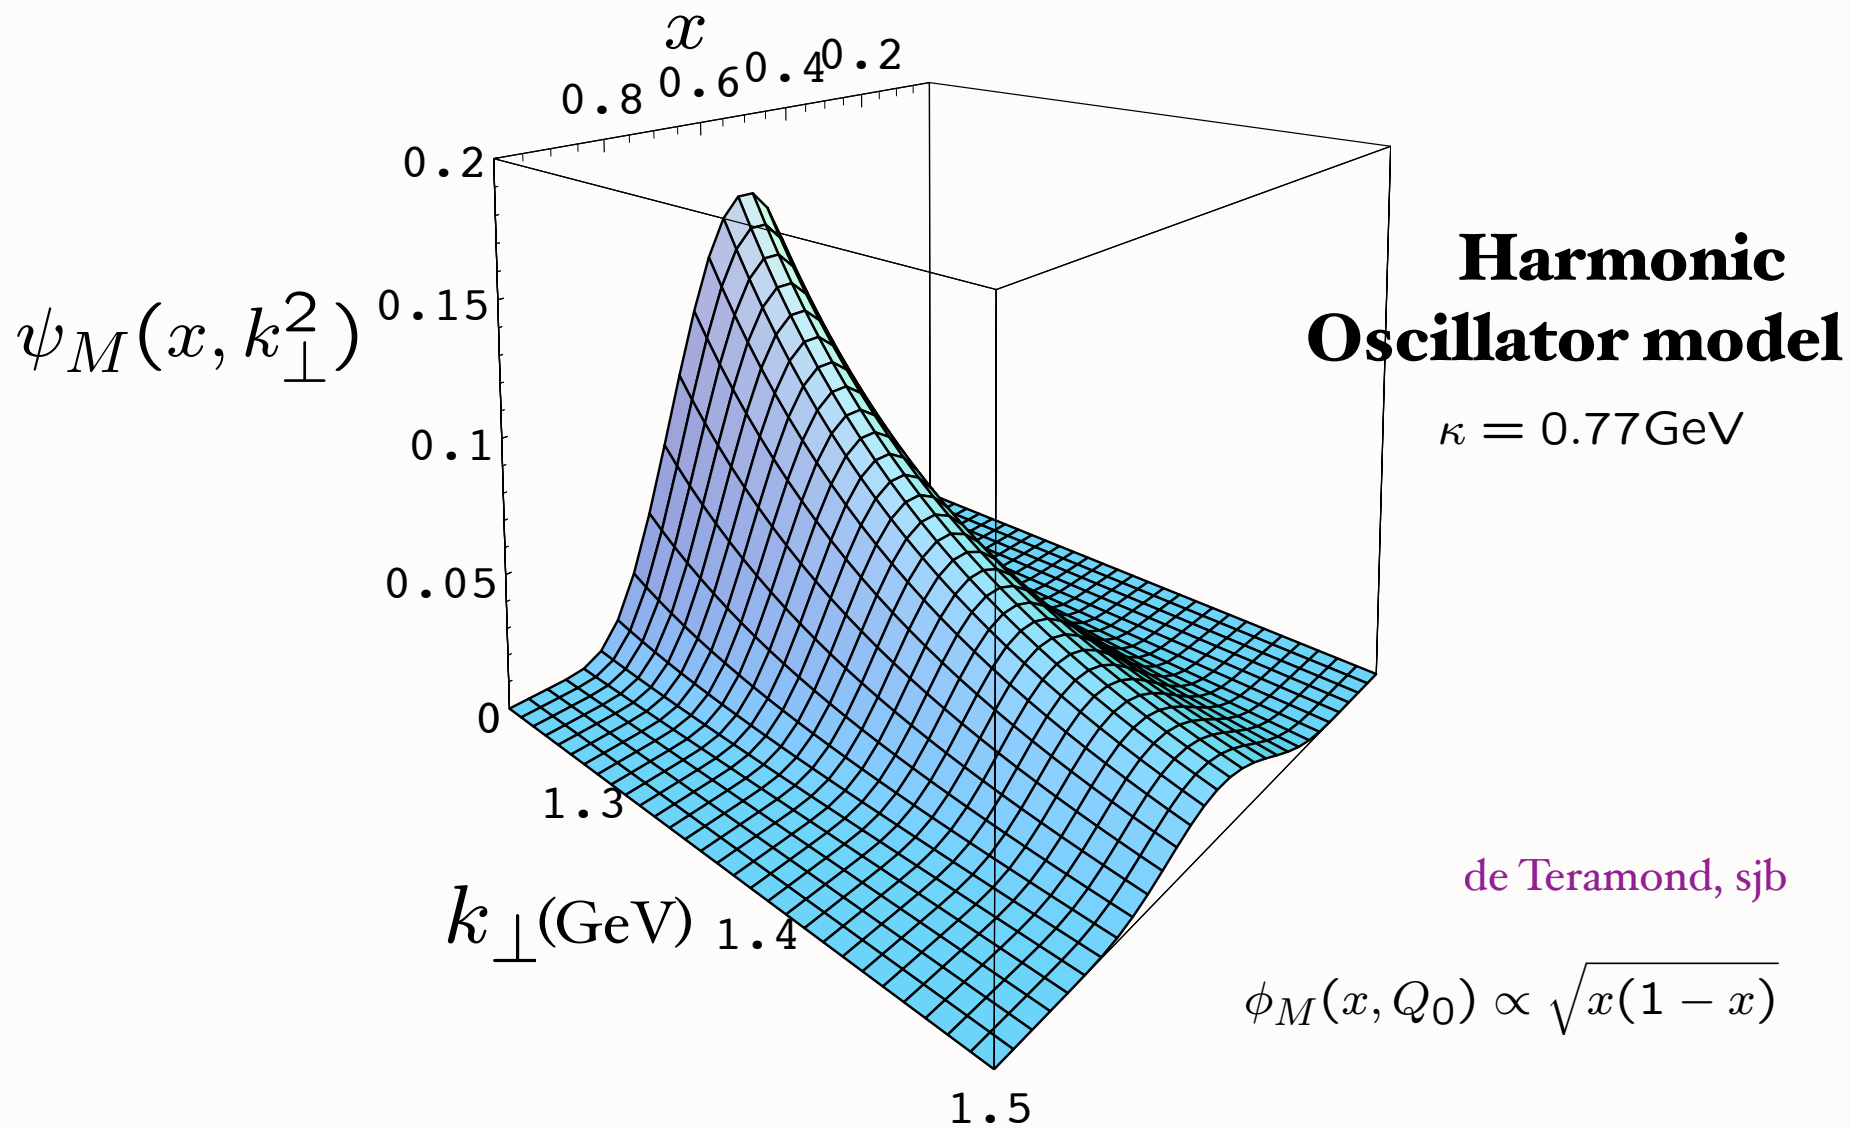 x
0.8 0.6 0.4 0.2
0.2
0.15
0.1
0.05
0
ψ_M(x, k_⊥^2)
Harmonic
Oscillator model
κ = 0.77GeV
1.3
k_⊥(GeV)
1.4
1.5
de Teramond, sjb
ϕ_M(x, Q_0) ∝ √x(1 − x)